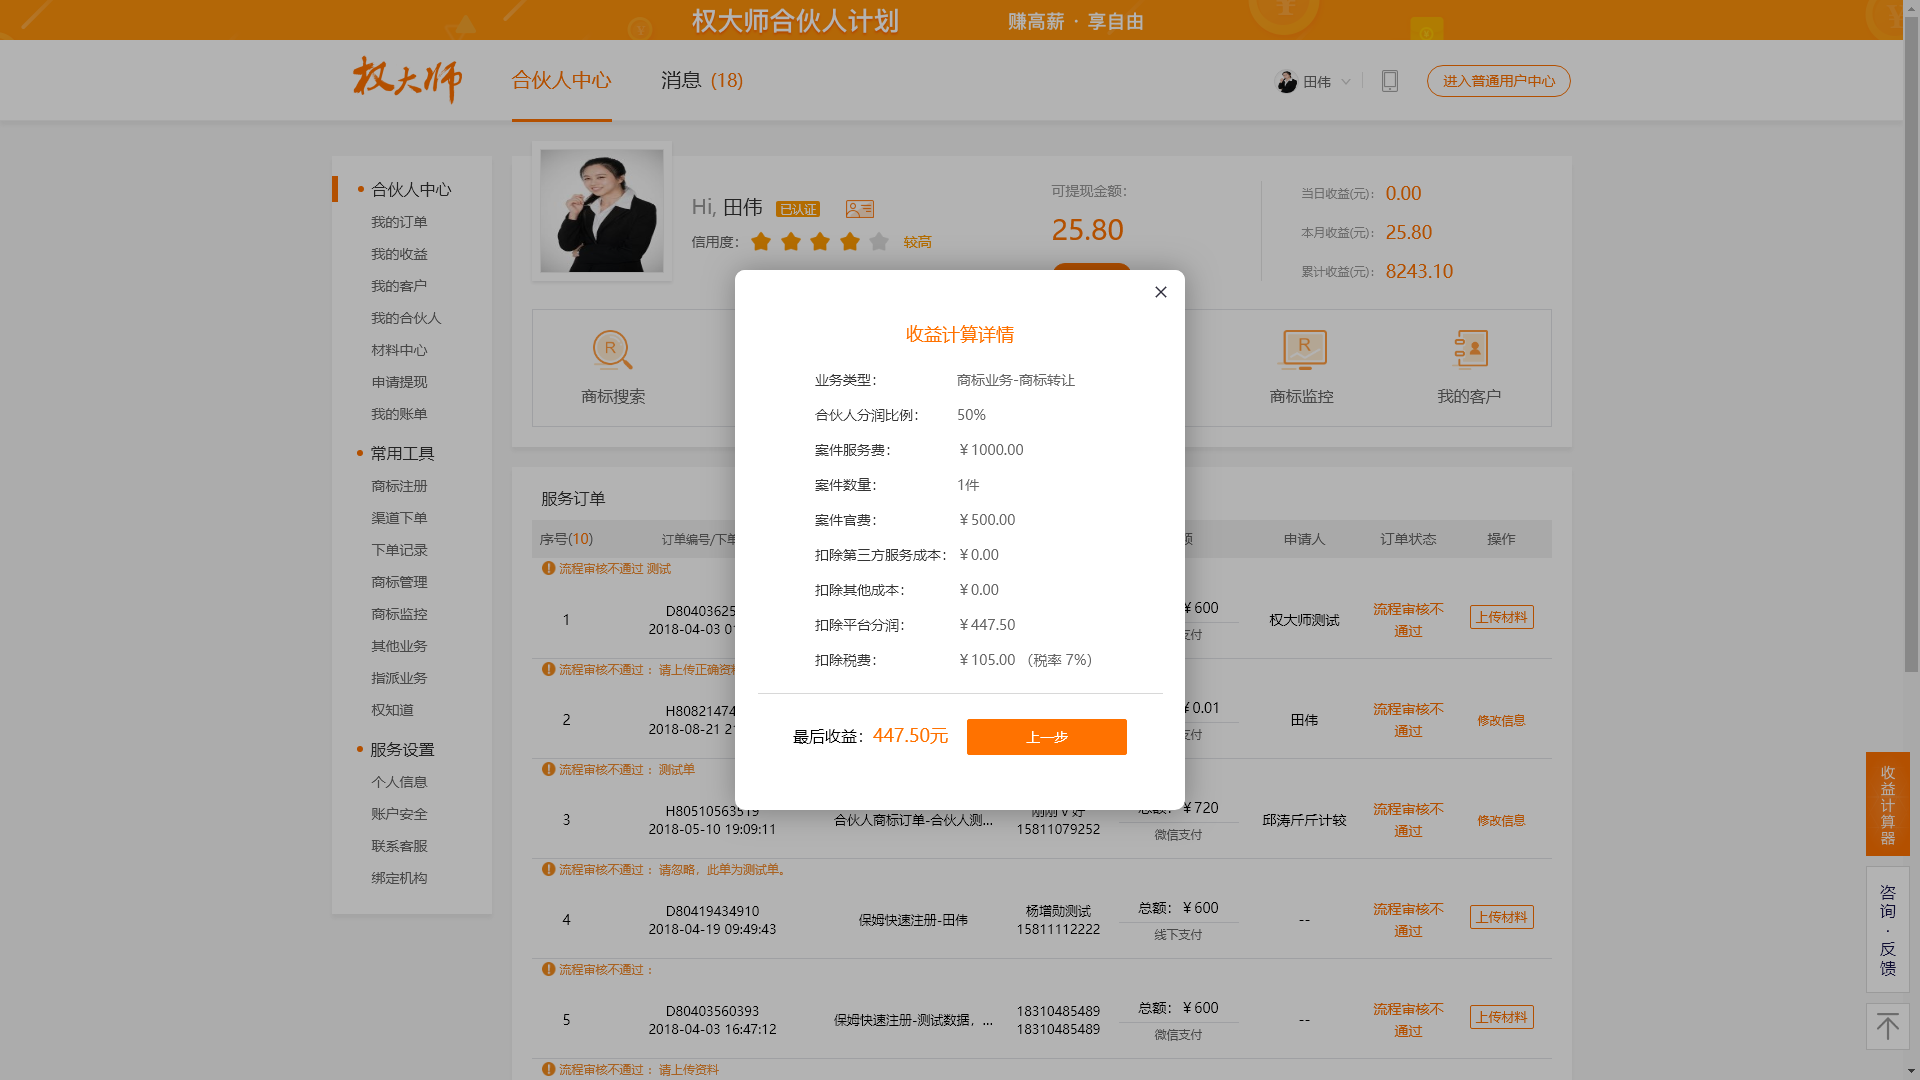 权大师合伙人计划 赚高薪 · 享自由
权大师 合伙人中心 消息 (18) 田伟 进入普通用户中心
合伙人中心
我的订单
我的收益
我的客户
我的合伙人
材料中心
申请提现
我的账单
常用工具
商标注册
渠道下单
下单记录
商标管理
商标监控
其他业务
指派业务
权知道
服务设置
个人信息
账户安全
联系客服
绑定机构
Hi, 田伟 已认证
信用度： 较高
可提现金额：
25.80
当日收益(元)： 0.00
本月收益(元)： 25.80
累计收益(元)： 8243.10
商标搜索 商标监控 我的客户
收益计算详情
业务类型： 商标业务-商标转让
合伙人分润比例： 50%
案件服务费： ￥1000.00
案件数量： 1件
案件官费： ￥500.00
扣除第三方服务成本： ￥0.00
扣除其他成本： ￥0.00
扣除平台分润： ￥447.50
扣除税费： ￥105.00 （税率 7%）
最后收益： 447.50元 上一步
服务订单
序号(10) 订单编号/下单 额 申请人 订单状态 操作
流程审核不通过 测试
1 D80403625 2018-04-03 01 ￥600 支付 权大师测试 流程审核不通过 上传材料
流程审核不通过 ：请上传正确资料
2 H80821474 2018-08-21 21 ￥0.01 支付 田伟 流程审核不通过 修改信息
流程审核不通过 ：测试单
3 H80510563519 2018-05-10 19:09:11 合伙人商标订单-合伙人测... 刚刚 V 好 15811079252 总额：￥720 微信支付 邱涛斤斤计较 流程审核不通过 修改信息
流程审核不通过 ：请忽略，此单为测试单。
4 D80419434910 2018-04-19 09:49:43 保姆快速注册-田伟 杨增勋测试 15811112222 总额：￥600 线下支付 -- 流程审核不通过 上传材料
流程审核不通过 ：
5 D80403560393 2018-04-03 16:47:12 保姆快速注册-测试数据，... 18310485489 18310485489 总额：￥600 微信支付 -- 流程审核不通过 上传材料
流程审核不通过 ：请上传资料
收益计算器
咨询·反馈